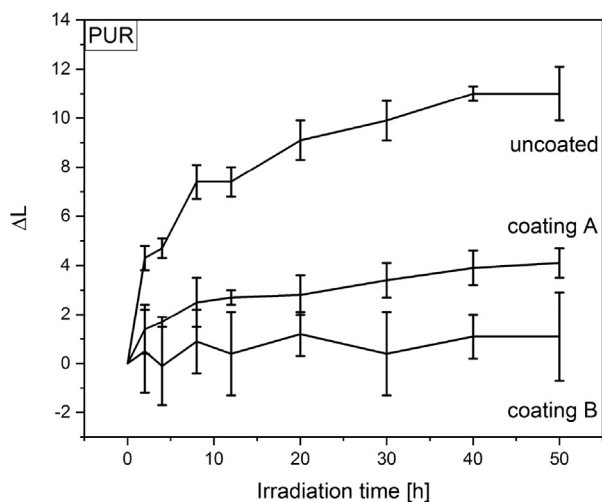 PUR
14
12
10
8
6
4
2
0
-2
ΔL
uncoated
coating A
coating B
0 10 20 30 40 50
Irradiation time [h]